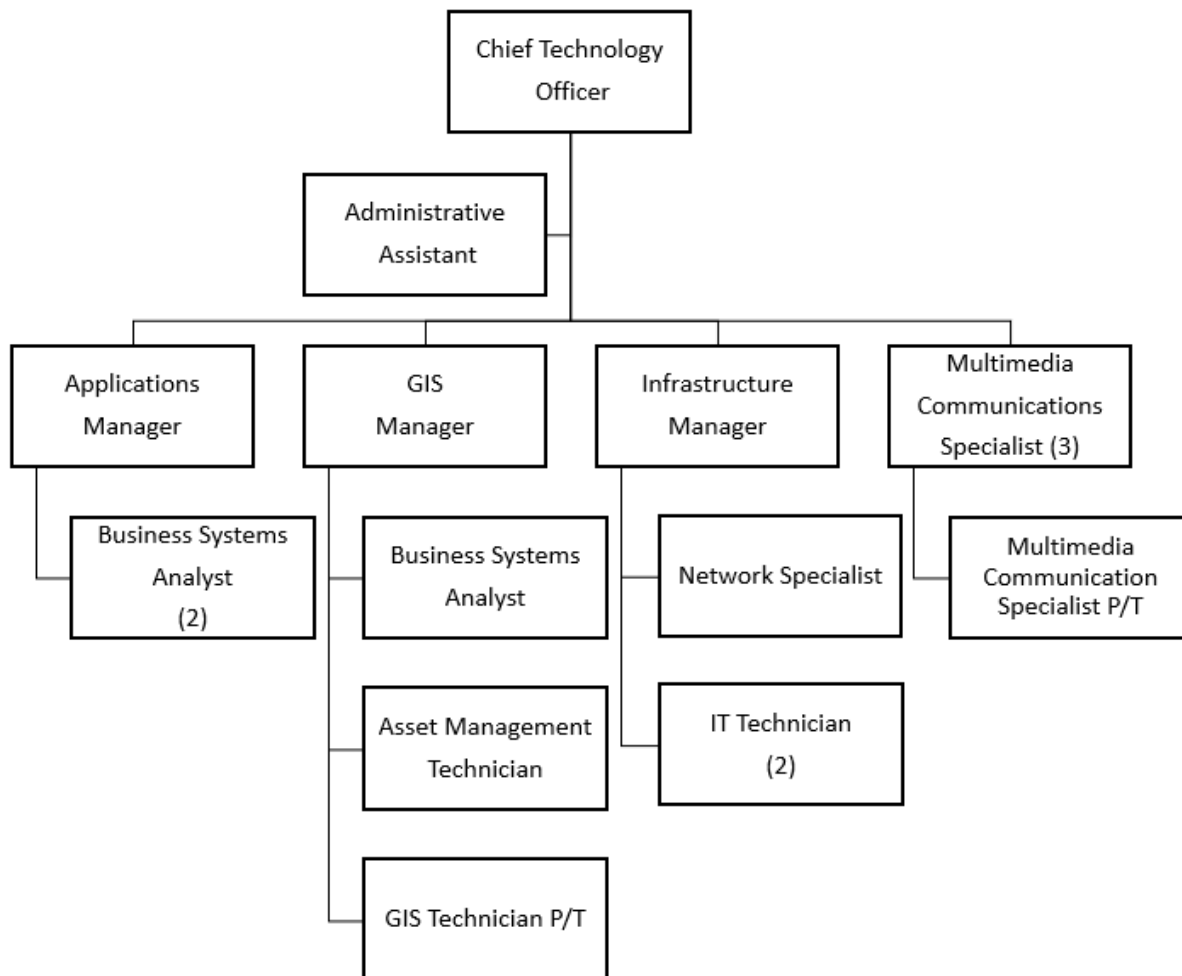 Chief Technology
Officer
Administrative
Assistant
Applications
Manager
GIS
Manager
Infrastructure
Manager
Multimedia
Communications
Specialist (3)
Business Systems
Analyst
(2)
Business Systems
Analyst
Network Specialist
Multimedia
Communication
Specialist P/T
Asset Management
Technician
IT Technician
(2)
GIS Technician P/T